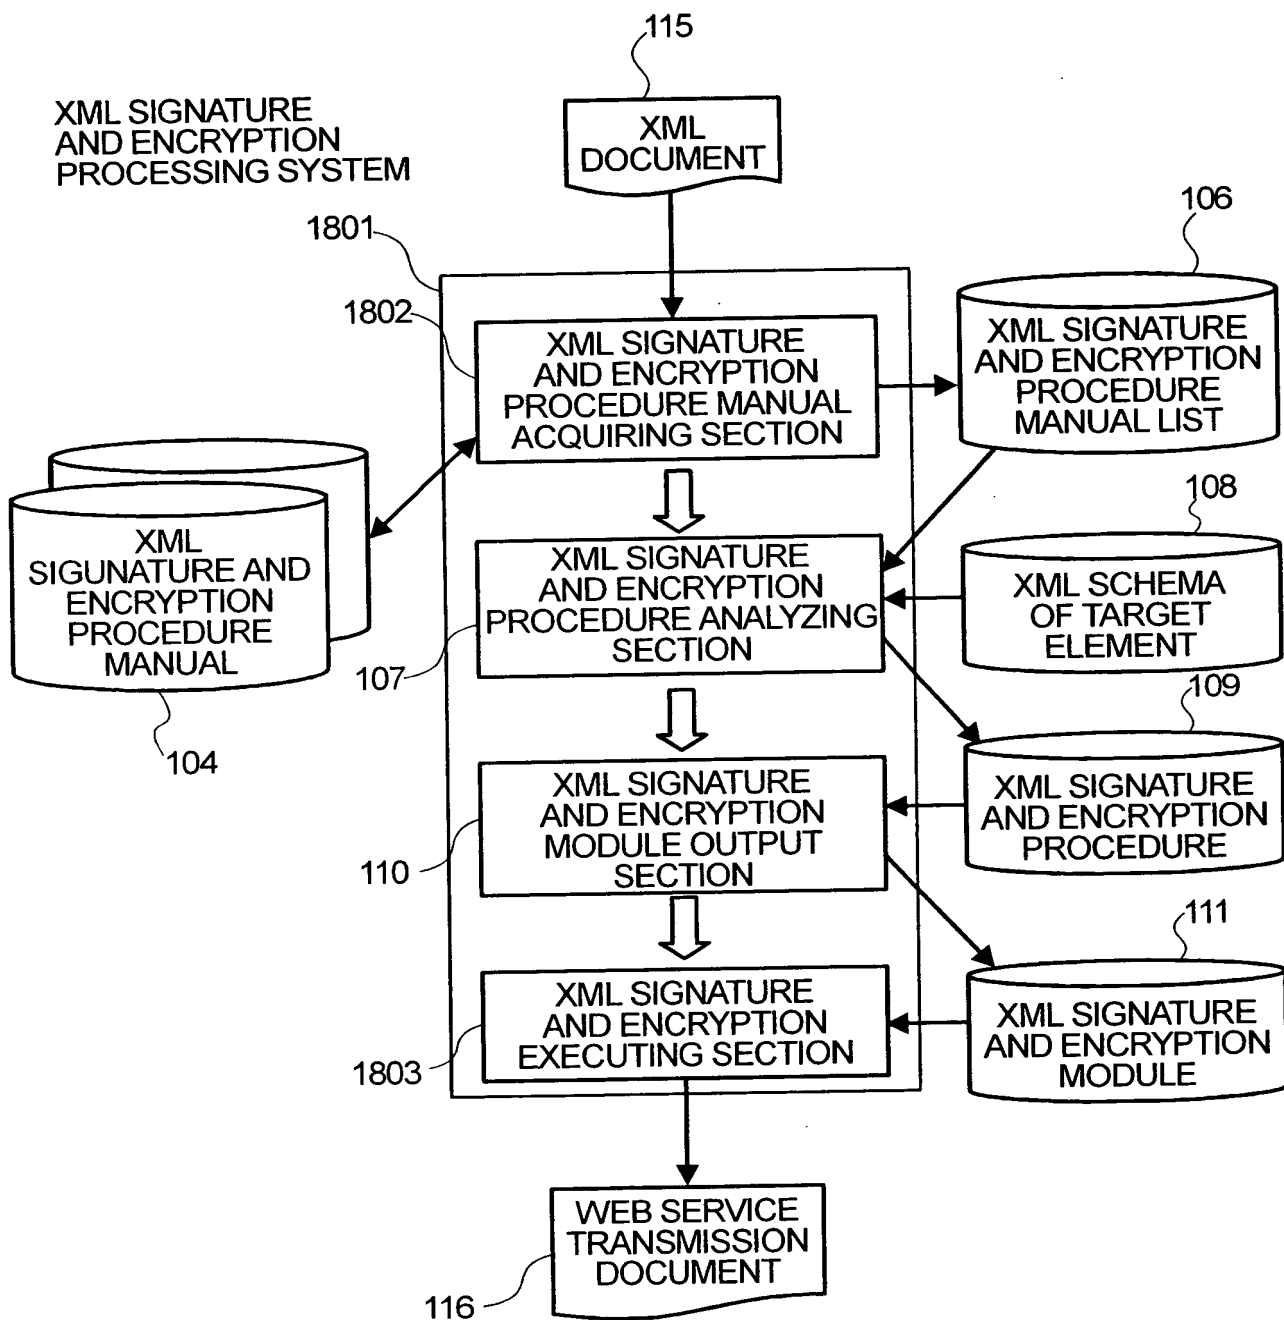 115
XML SIGNATURE
AND ENCRYPTION
PROCESSING SYSTEM
XML
DOCUMENT
1801
106
1802
XML SIGNATURE
AND ENCRYPTION
PROCEDURE MANUAL
ACQUIRING SECTION
XML SIGNATURE
AND ENCRYPTION
PROCEDURE
MANUAL LIST
XML
SIGUNATURE AND
ENCRYPTION
PROCEDURE
MANUAL
104
108
XML SIGNATURE
AND ENCRYPTION
PROCEDURE ANALYZING
SECTION
107
XML SCHEMA
OF TARGET
ELEMENT
109
XML SIGNATURE
AND ENCRYPTION
MODULE OUTPUT
SECTION
110
XML SIGNATURE
AND ENCRYPTION
PROCEDURE
111
XML SIGNATURE
AND ENCRYPTION
EXECUTING SECTION
1803
XML SIGNATURE
AND ENCRYPTION
MODULE
WEB SERVICE
TRANSMISSION
DOCUMENT
116